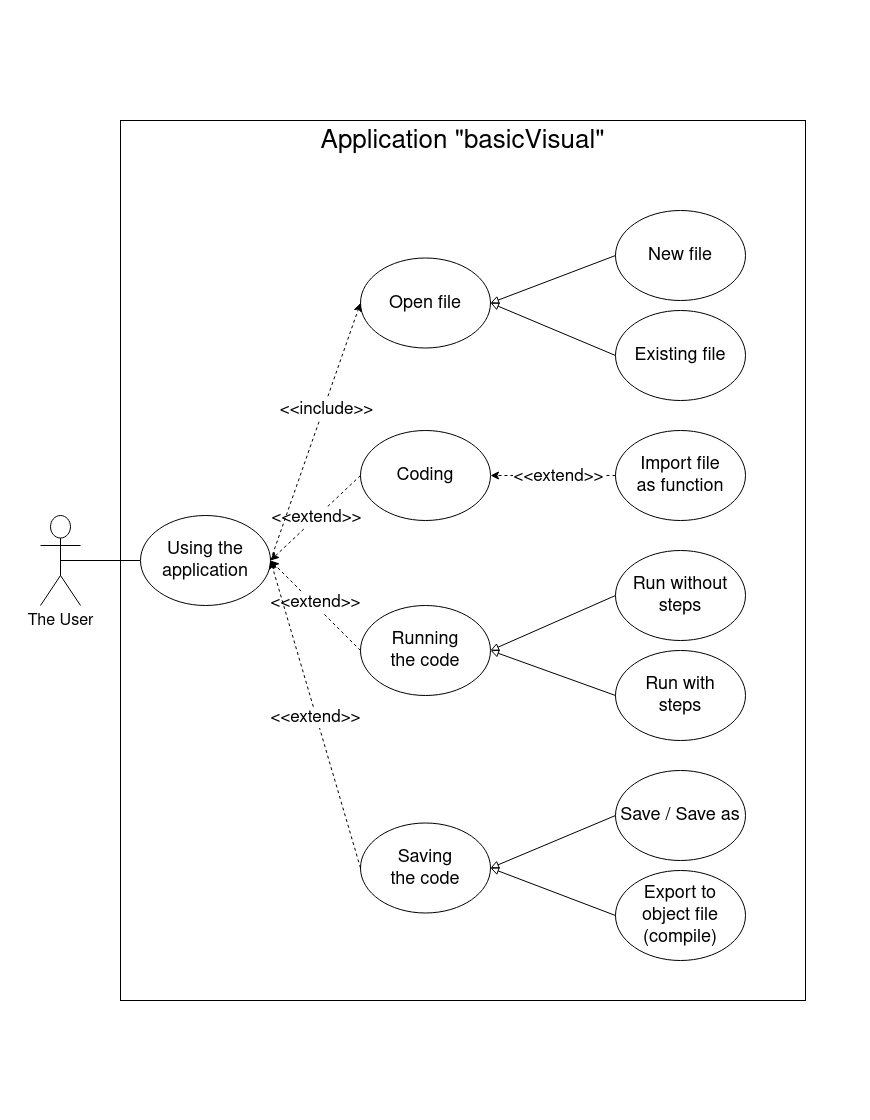 Application "basicVisual"
New file
Open file
Existing file
<<include>>
Coding
<<extend>>
Import file
as function
<<extend>>
Using the
application
The User
<<extend>>
Running
the code
Run without
steps
Run with
steps
<<extend>>
Saving
the code
Save / Save as
Export to
object file
(compile)